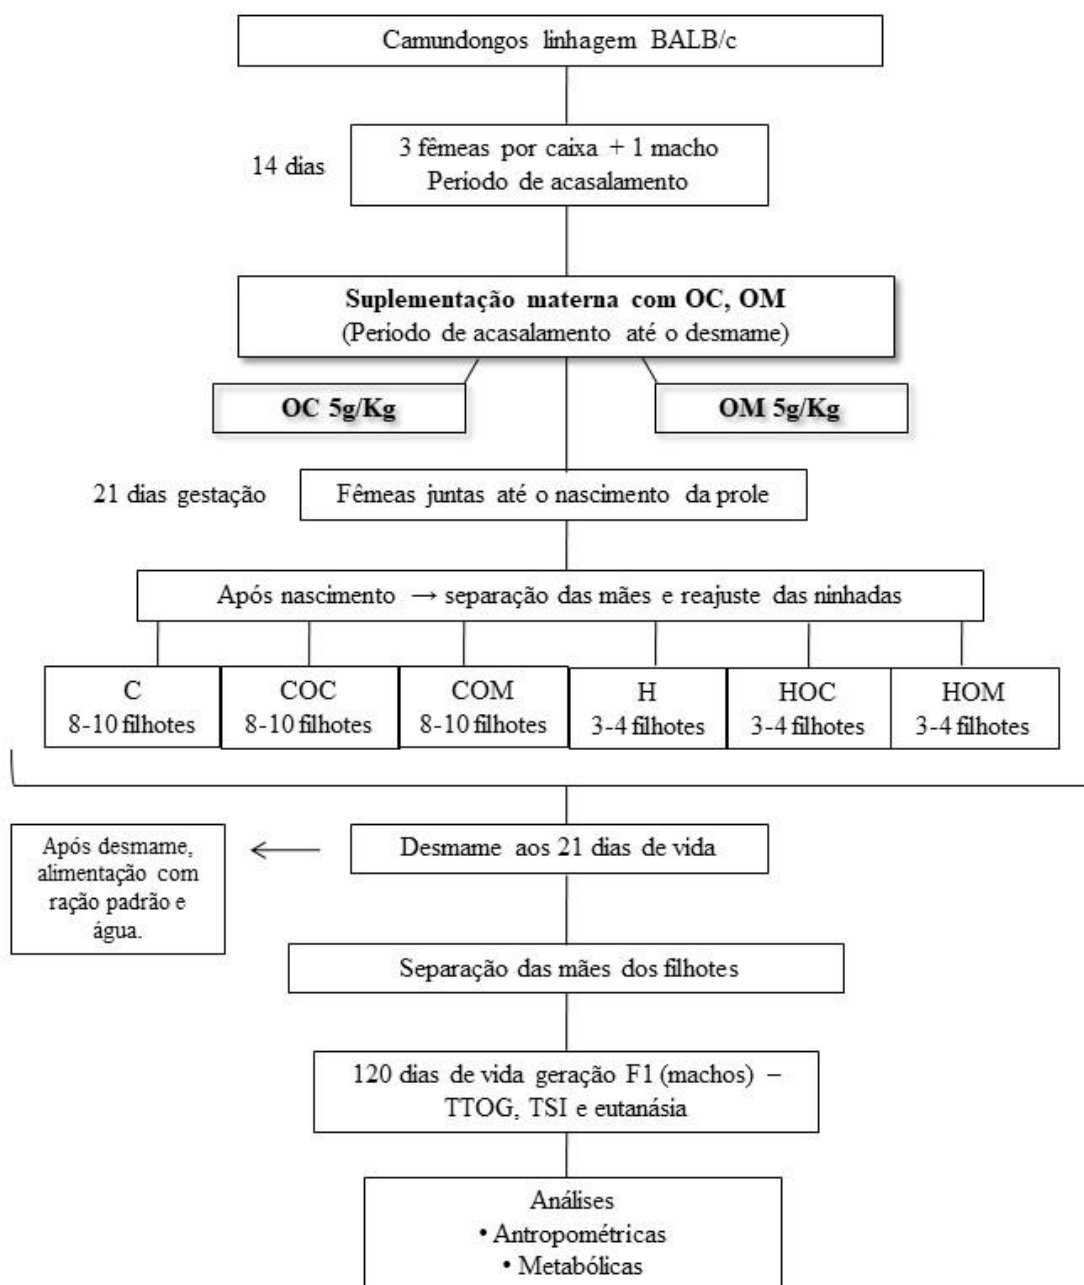 Camundongos linhagem BALB/c
14 dias
3 fêmeas por caixa + 1 macho
Período de acasalamento
Suplementação materna com OC, OM
(Período de acasalamento até o desmame)
OC 5g/Kg
OM 5g/Kg
21 dias gestação
Fêmeas juntas até o nascimento da prole
Após nascimento → separação das mães e reajuste das ninhadas
C
8-10 filhotes
COC
8-10 filhotes
COM
8-10 filhotes
H
3-4 filhotes
HOC
3-4 filhotes
HOM
3-4 filhotes
Após desmame,
alimentação com
ração padrão e
água.
Desmame aos 21 dias de vida
Separação das mães dos filhotes
120 dias de vida geração F1 (machos) –
TTOG, TSI e eutanásia
Análises
• Antropométricas
• Metabólicas